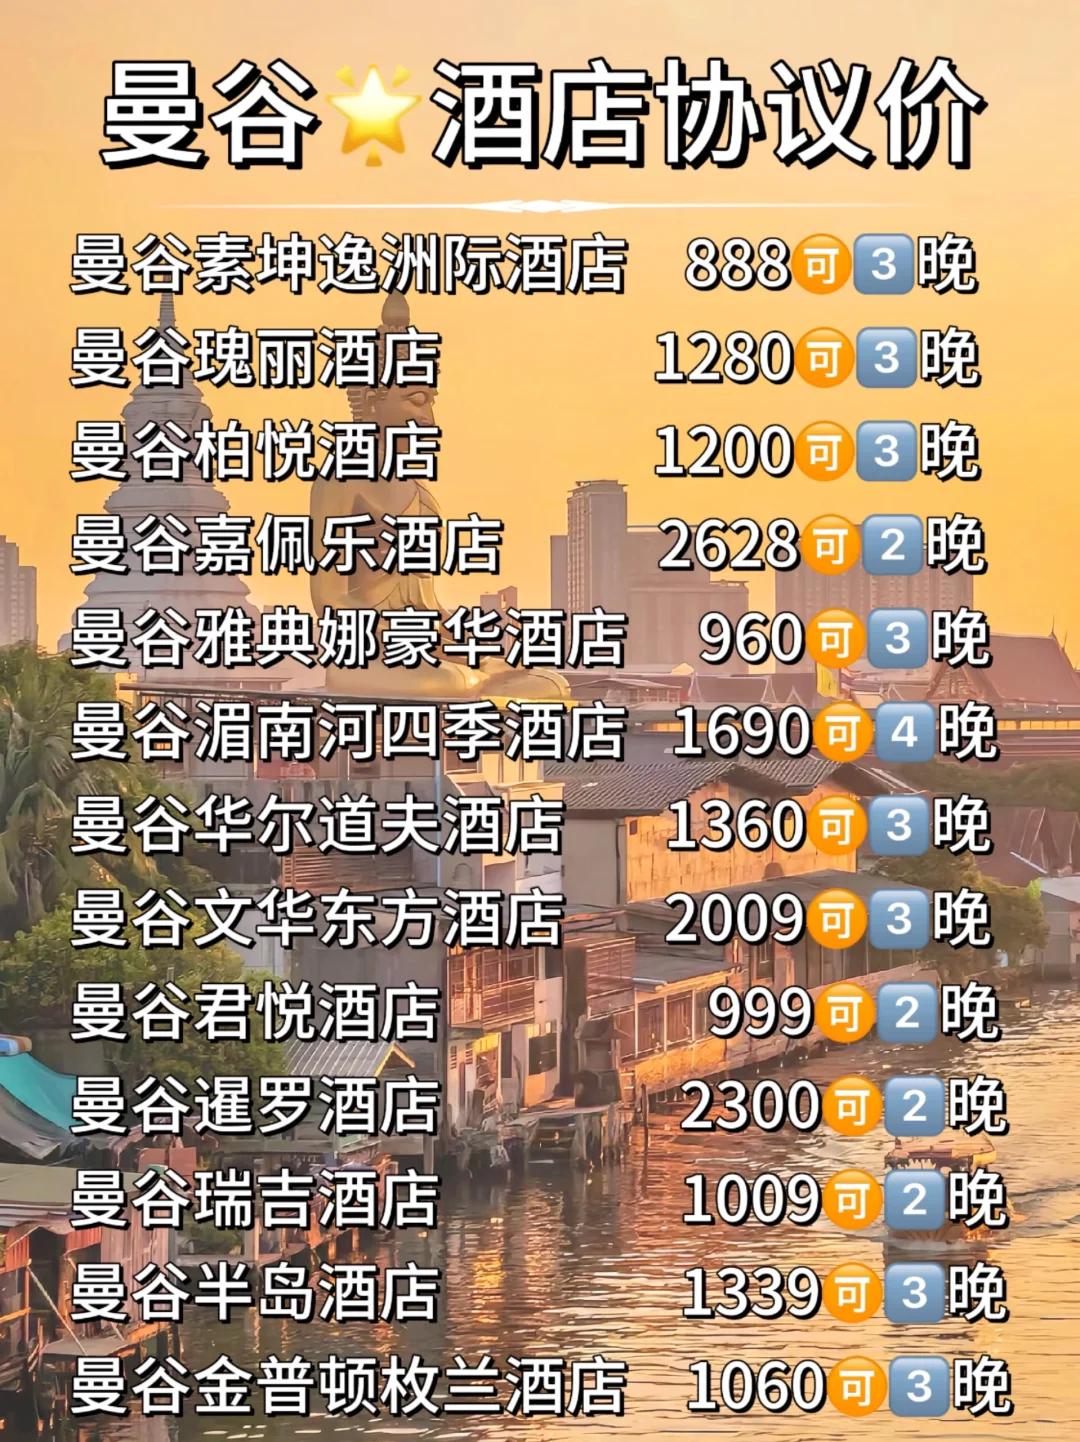 曼谷🌟酒店协议价
曼谷素坤逸洲际酒店 888🉑3️⃣晚
曼谷瑰丽酒店 1280🉑3️⃣晚
曼谷柏悦酒店 1200🉑3️⃣晚
曼谷嘉佩乐酒店 2628🉑2️⃣晚
曼谷雅典娜豪华酒店 960🉑3️⃣晚
曼谷湄南河四季酒店 1690🉑4️⃣晚
曼谷华尔道夫酒店 1360🉑3️⃣晚
曼谷文华东方酒店 2009🉑3️⃣晚
曼谷君悦酒店 999🉑2️⃣晚
曼谷暹罗酒店 2300🉑2️⃣晚
曼谷瑞吉酒店 1009🉑2️⃣晚
曼谷半岛酒店 1339🉑3️⃣晚
曼谷金普顿枚兰酒店 1060🉑3️⃣晚